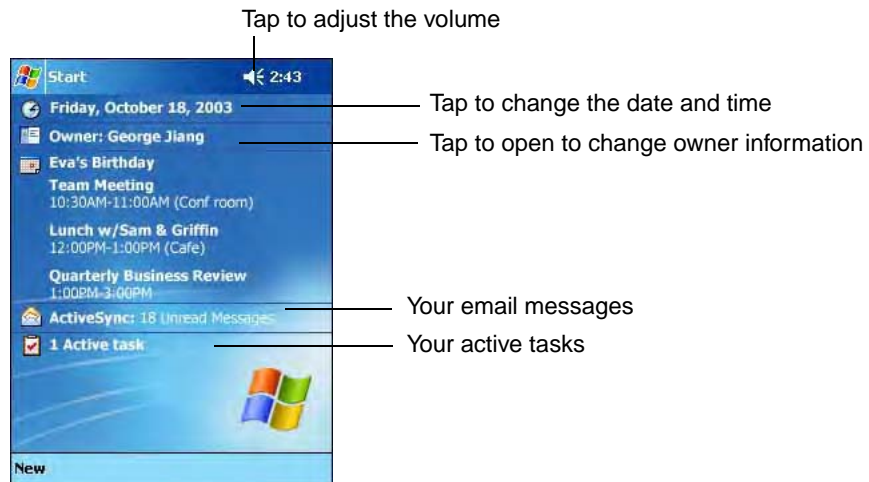 Tap to adjust the volume
Start 2:43
Friday, October 18, 2003
Tap to change the date and time
Owner: George Jiang
Tap to open to change owner information
Eva's Birthday
Team Meeting
10:30AM-11:00AM (Conf room)
Lunch w/Sam & Griffin
12:00PM-1:00PM (Cafe)
Quarterly Business Review
1:00PM-3:00PM
Your email messages
ActiveSync: 18 Unread Messages
1 Active task
Your active tasks
New